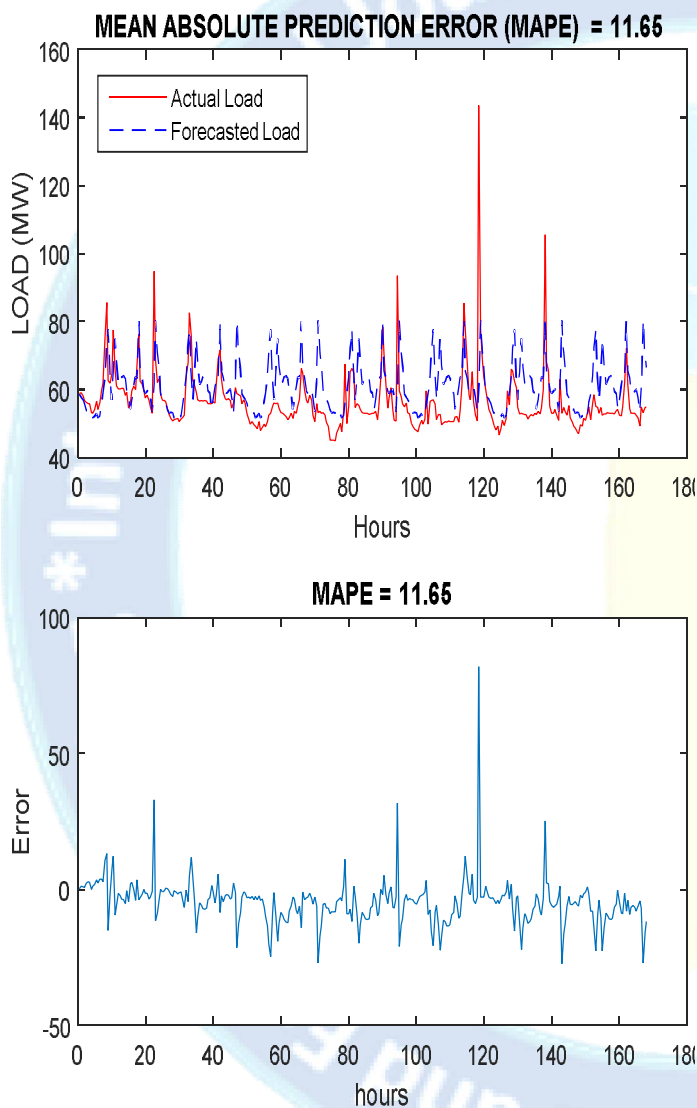 MEAN ABSOLUTE PREDICTION ERROR (MAPE) = 11.65
160
140
120
100
80
60
40
LOAD (MW)
Actual Load
Forecasted Load
0 20 40 60 80 100 120 140 160 18
Hours
MAPE = 11.65
100
50
0
-50
Error
0 20 40 60 80 100 120 140 160 18
hours